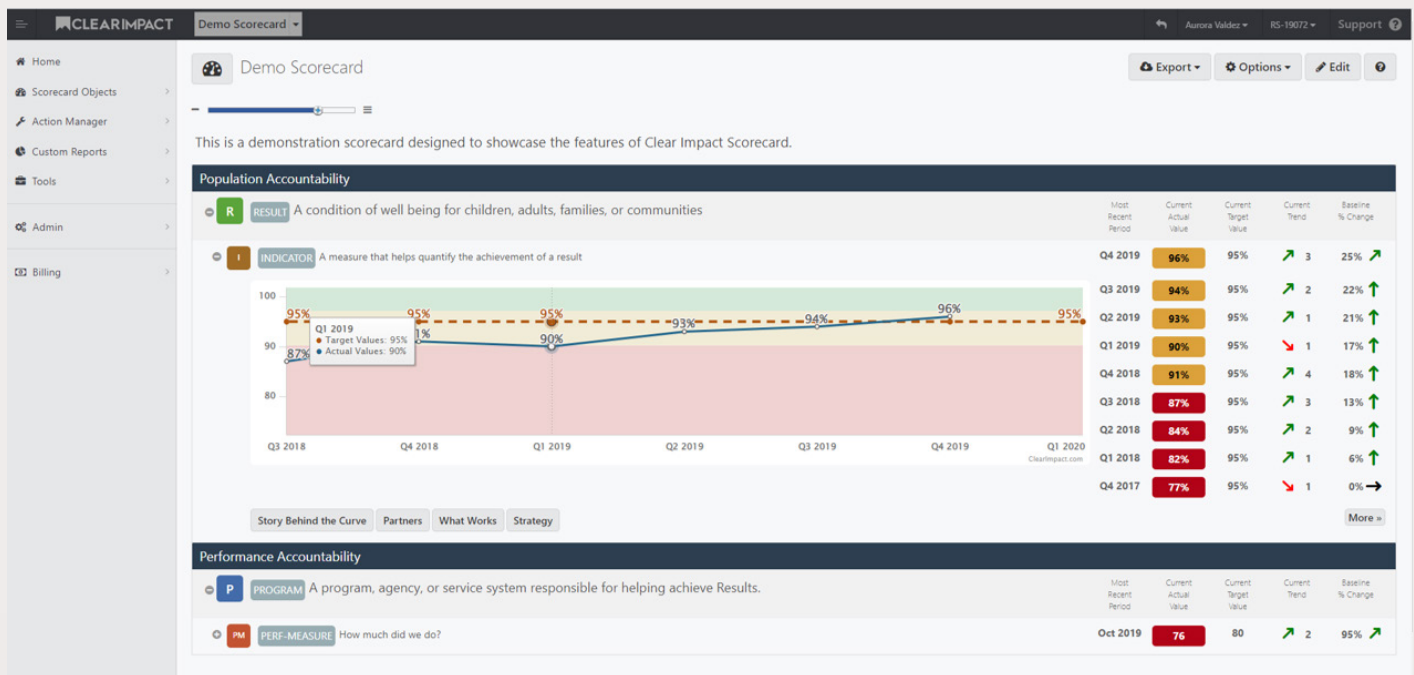 CLEARIMPACT Demo Scorecard Aurora Valdez RS-19072 Support
Home
Scorecard Objects
Action Manager
Custom Reports
Tools
Admin
Billing
Demo Scorecard
Export Options Edit
This is a demonstration scorecard designed to showcase the features of Clear Impact Scorecard.
Population Accountability
R RESULT A condition of well being for children, adults, families, or communities
Most Recent Period Current Actual Value Current Target Value Current Trend Baseline % Change
I INDICATOR A measure that helps quantify the achievement of a result
Q4 2019 96% 95% 3 25%
Q3 2019 94% 95% 2 22%
Q2 2019 93% 95% 1 21%
Q1 2019 90% 95% 1 17%
Q4 2018 91% 95% 4 18%
Q3 2018 87% 95% 3 13%
Q2 2018 84% 95% 2 9%
Q1 2018 82% 95% 1 6%
Q4 2017 77% 95% 1 0%
100
90
80
95% 95% 95% 95%
87% 1% 90% 93% 94% 96%
Q1 2019
Target Values: 95%
Actual Values: 90%
Q3 2018 Q4 2018 Q1 2019 Q2 2019 Q3 2019 Q4 2019 Q1 2020
ClearImpact.com
Story Behind the Curve Partners What Works Strategy
More »
Performance Accountability
P PROGRAM A program, agency, or service system responsible for helping achieve Results.
Most Recent Period Current Actual Value Current Target Value Current Trend Baseline % Change
PM PERF-MEASURE How much did we do?
Oct 2019 76 80 2 95%